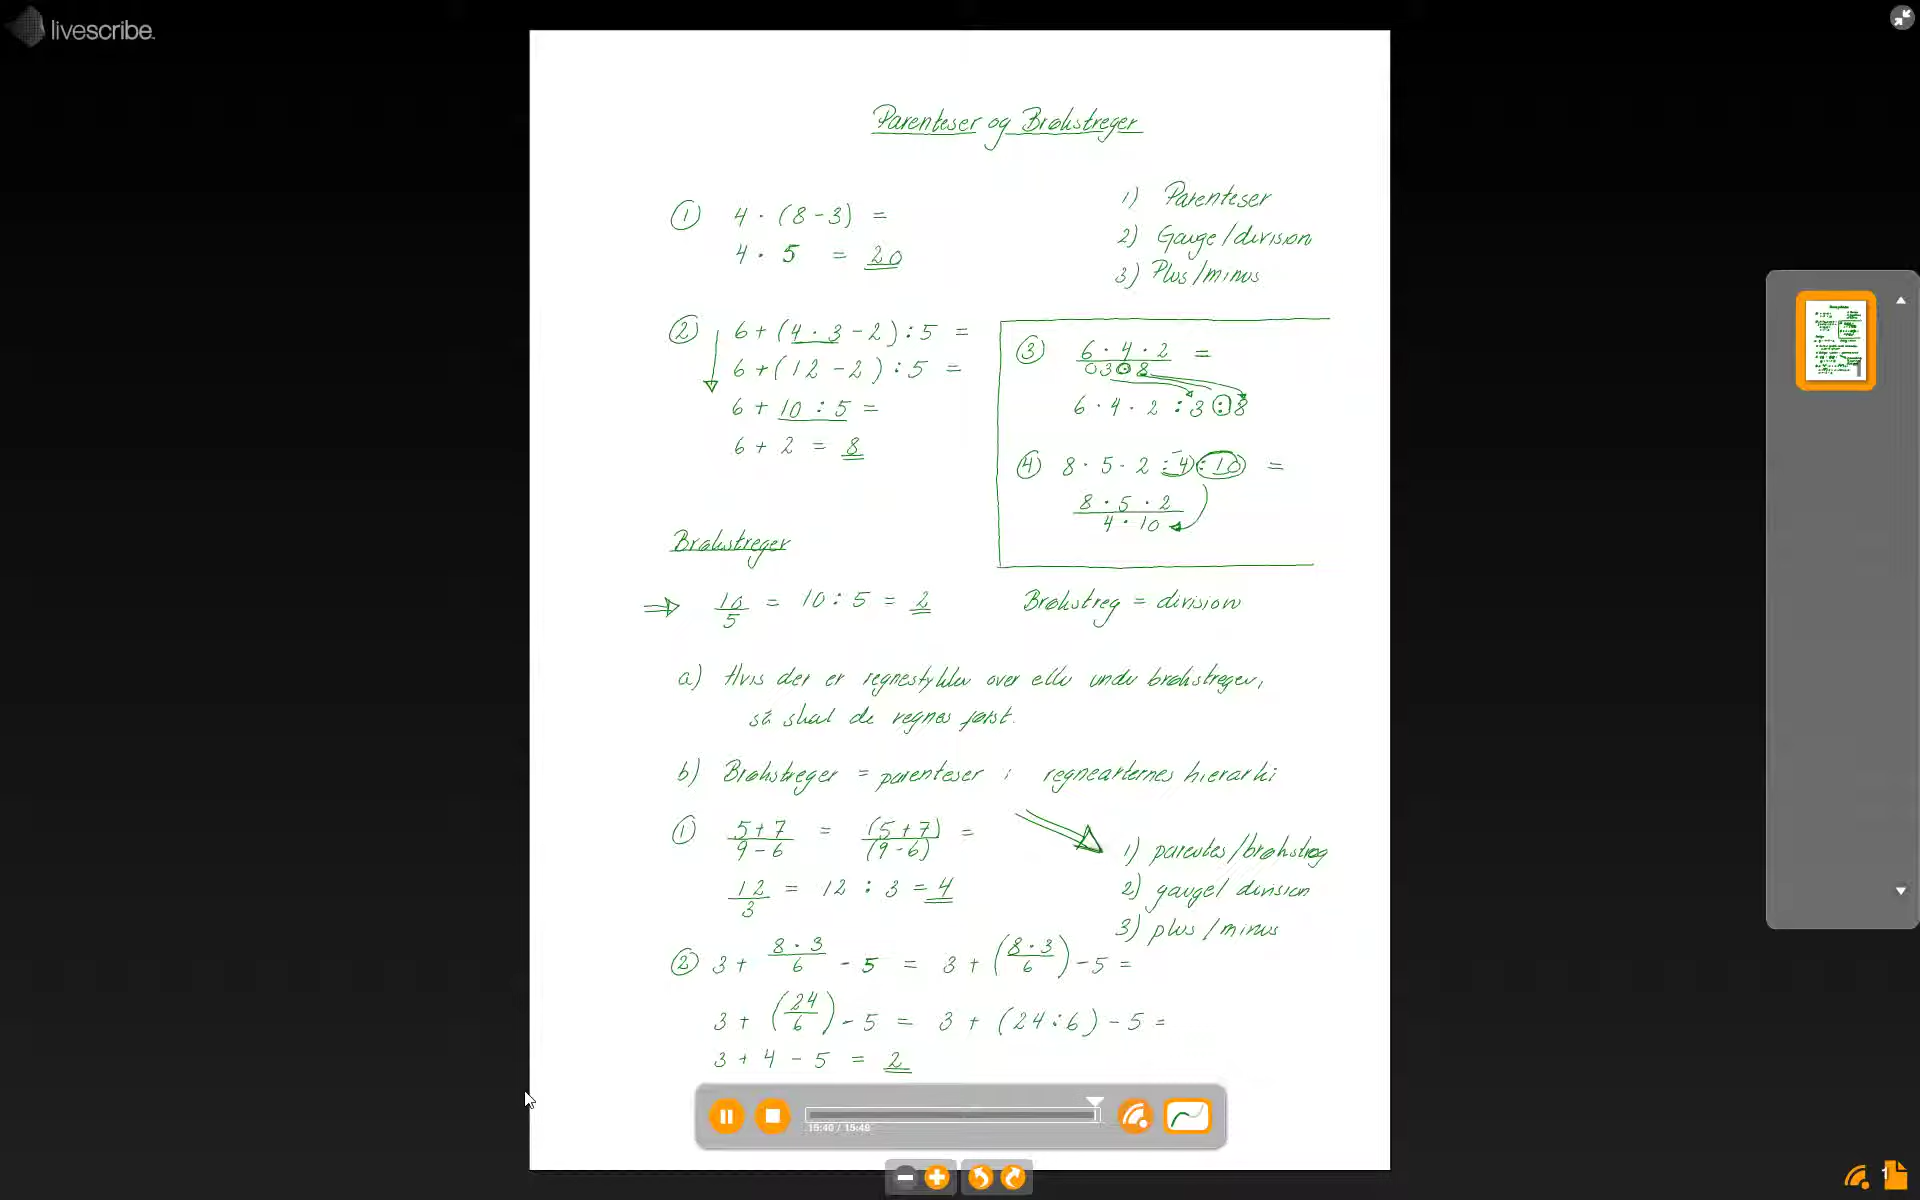 livescribe.
Parenteser og Brøkstreger
① 4 · (8 - 3) =
4 · 5 = 20
1) Parenteser
2) Gange/division
3) Plus/minus
② 6 + (4 · 3 - 2) : 5 =
6 + (12 - 2) : 5 =
6 + 10 : 5 =
6 + 2 = 8
③ 6 · 4 · 2 =
3 · 8
6 · 4 · 2 : 3 : 8
④ 8 · 5 · 2 : 4 : 10 =
8 · 5 · 2
4 · 10
Brøkstreger
⇒ 10/5 = 10 : 5 = 2
Brøkstreg = division
a) Hvis der er regnestykker over eller under brøkstregen,
så skal de regnes først.
b) Brøkstreger = parenteser i regnearternes hierarki
① 5+7/9-6 = (5+7)/(9-6) =
12/3 = 12 : 3 = 4
1) parentes/brøkstreg
2) gange/division
3) plus/minus
② 3 + 8·3/6 - 5 = 3 + (8·3/6) - 5 =
3 + (24/6) - 5 = 3 + (24:6) - 5 =
3 + 4 - 5 = 2
15:40 / 15:48
1